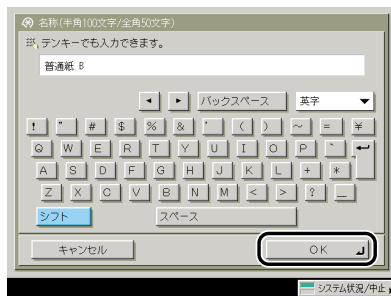 名称(半角100文字/全角50文字)
テンキーでも入力できます。
普通紙 B
◄ ► バックスペース 英字 ▼
! " # $ % & ' ( ) ~ = ¥
Q W E R T Y U I O P ` ↵
A S D F G H J K L + *
Z X C V B N M < > ? _
シフト スペース
キャンセル OK
システム状況/中止